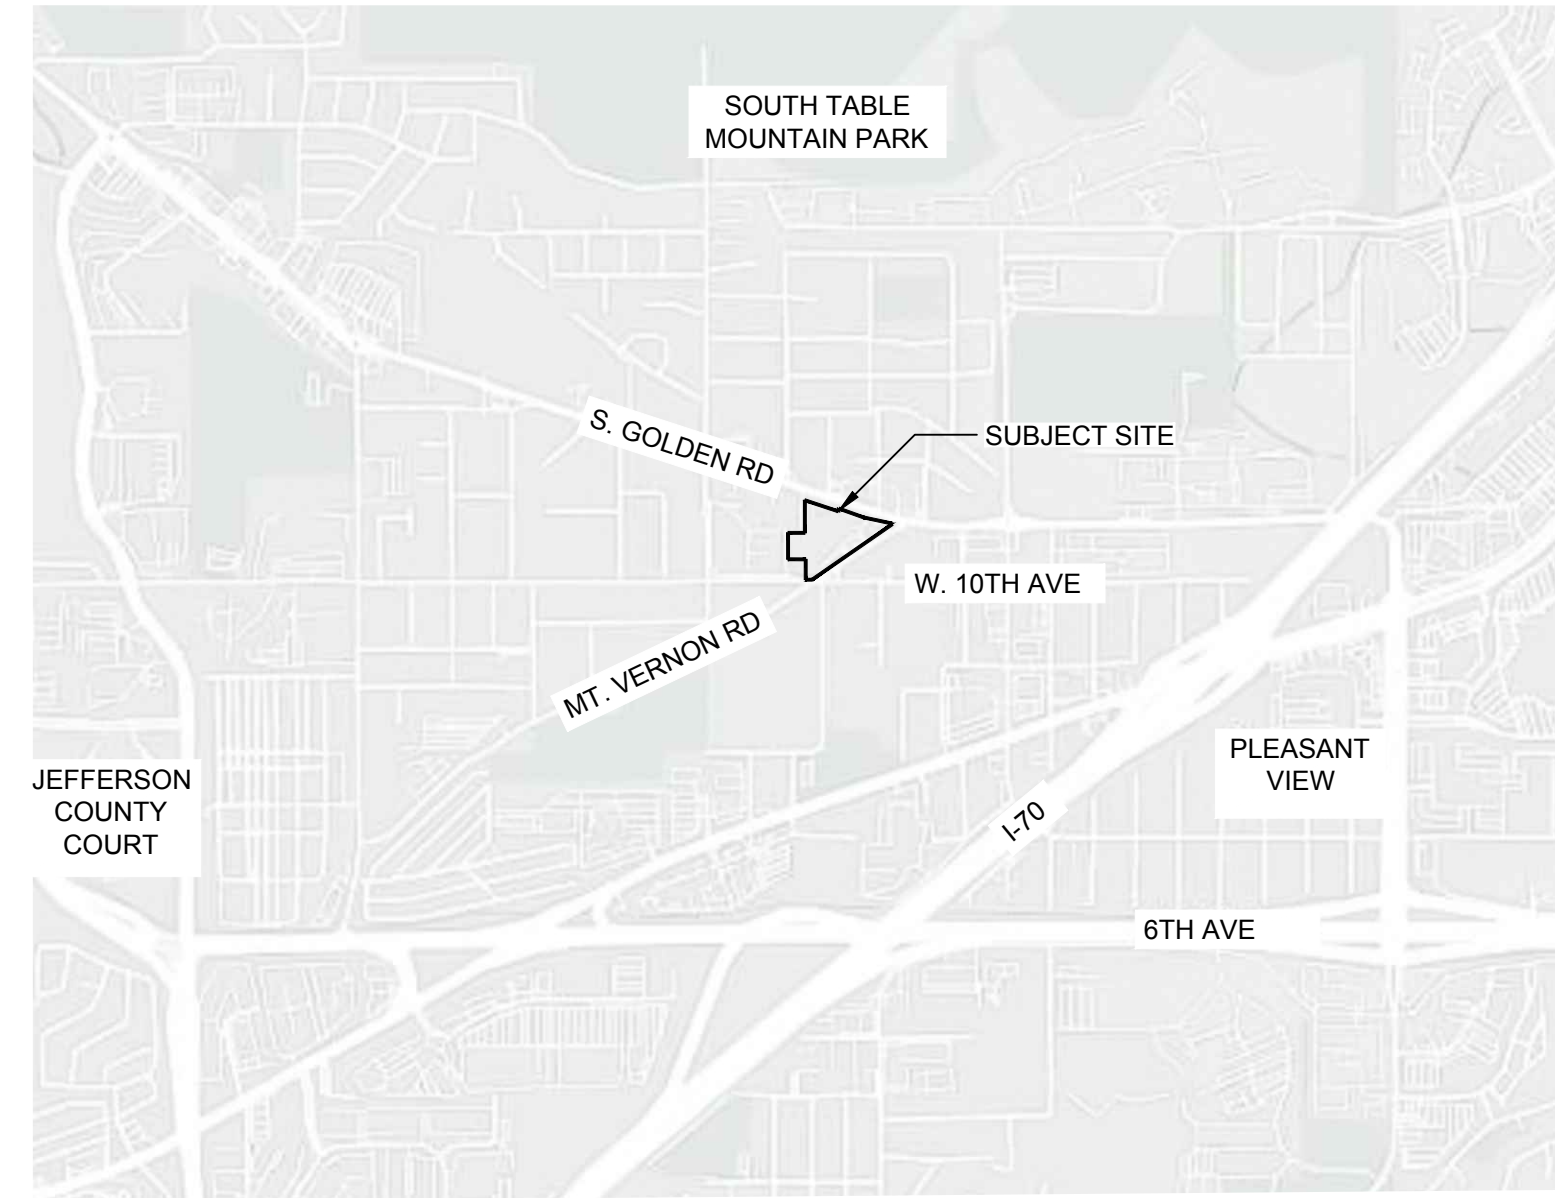 SOUTH TABLE
MOUNTAIN PARK
S. GOLDEN RD
SUBJECT SITE
W. 10TH AVE
MT. VERNON RD
JEFFERSON
COUNTY
COURT
PLEASANT
VIEW
I-70
6TH AVE